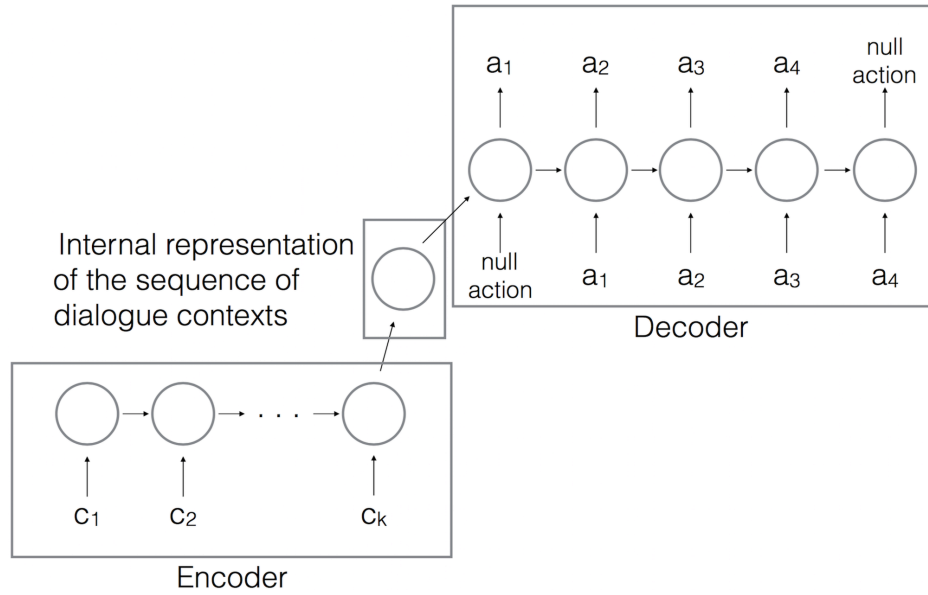 a₁ a₂ a₃ a₄ null
action
Internal representation
of the sequence of
dialogue contexts
null
action a₁ a₂ a₃ a₄
Decoder
. . .
c₁ c₂ cₖ
Encoder